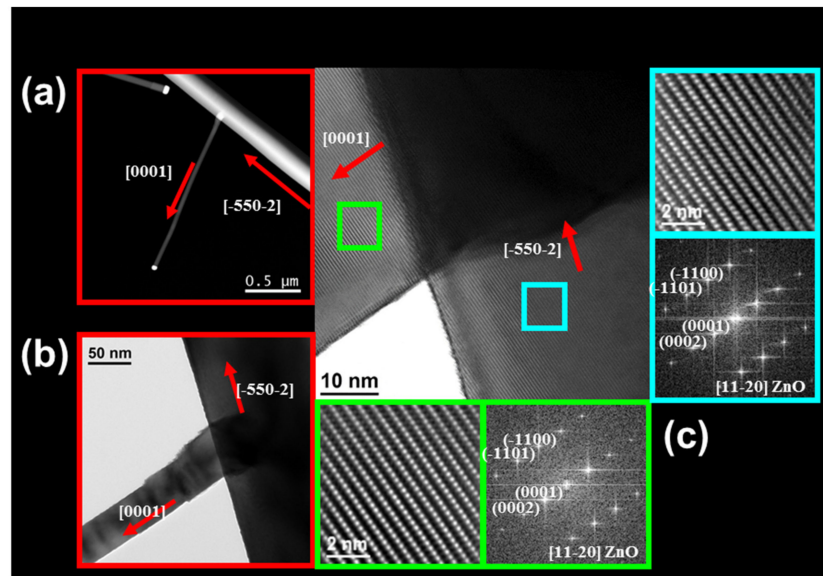 (a)
[0001]
[-550-2]
0.5 µm
(b)
50 nm
[-550-2]
[0001]
[0001]
[-550-2]
10 nm
2 nm
(-1100)
(-1101)
(0001)
(0002)
[11-20] ZnO
2 nm
(-1100)
(-1101)
(0001)
(0002)
[11-20] ZnO
(c)